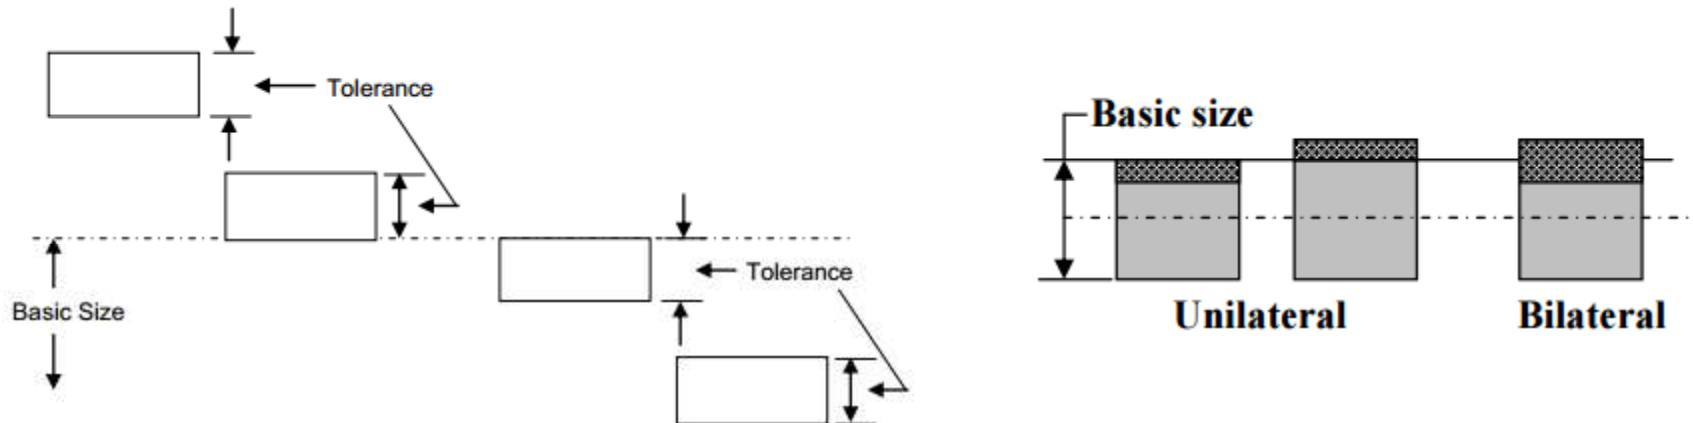 Tolerance
Tolerance
Basic Size
Basic size
Unilateral
Bilateral